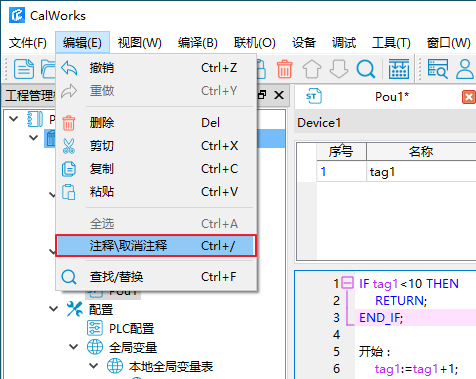 CalWorks
文件(F) 编辑(E) 视图(W) 编译(B) 联机(O) 设备 调试 工具(T) 窗口(W)
撤销 Ctrl+Z
重做 Ctrl+Y
删除 Del
剪切 Ctrl+X
复制 Ctrl+C
粘贴 Ctrl+V
全选 Ctrl+A
注释\取消注释 Ctrl+/
查找/替换 Ctrl+F
工程管理
P
Pou1
配置
PLC配置
全局变量
本地全局变量表
ST
Pou1*
Device1
序号 名称
1 tag1
1 IF tag1<10 THEN
2 RETURN;
3 END_IF;
4
5 开始：
6 tag1:=tag1+1;